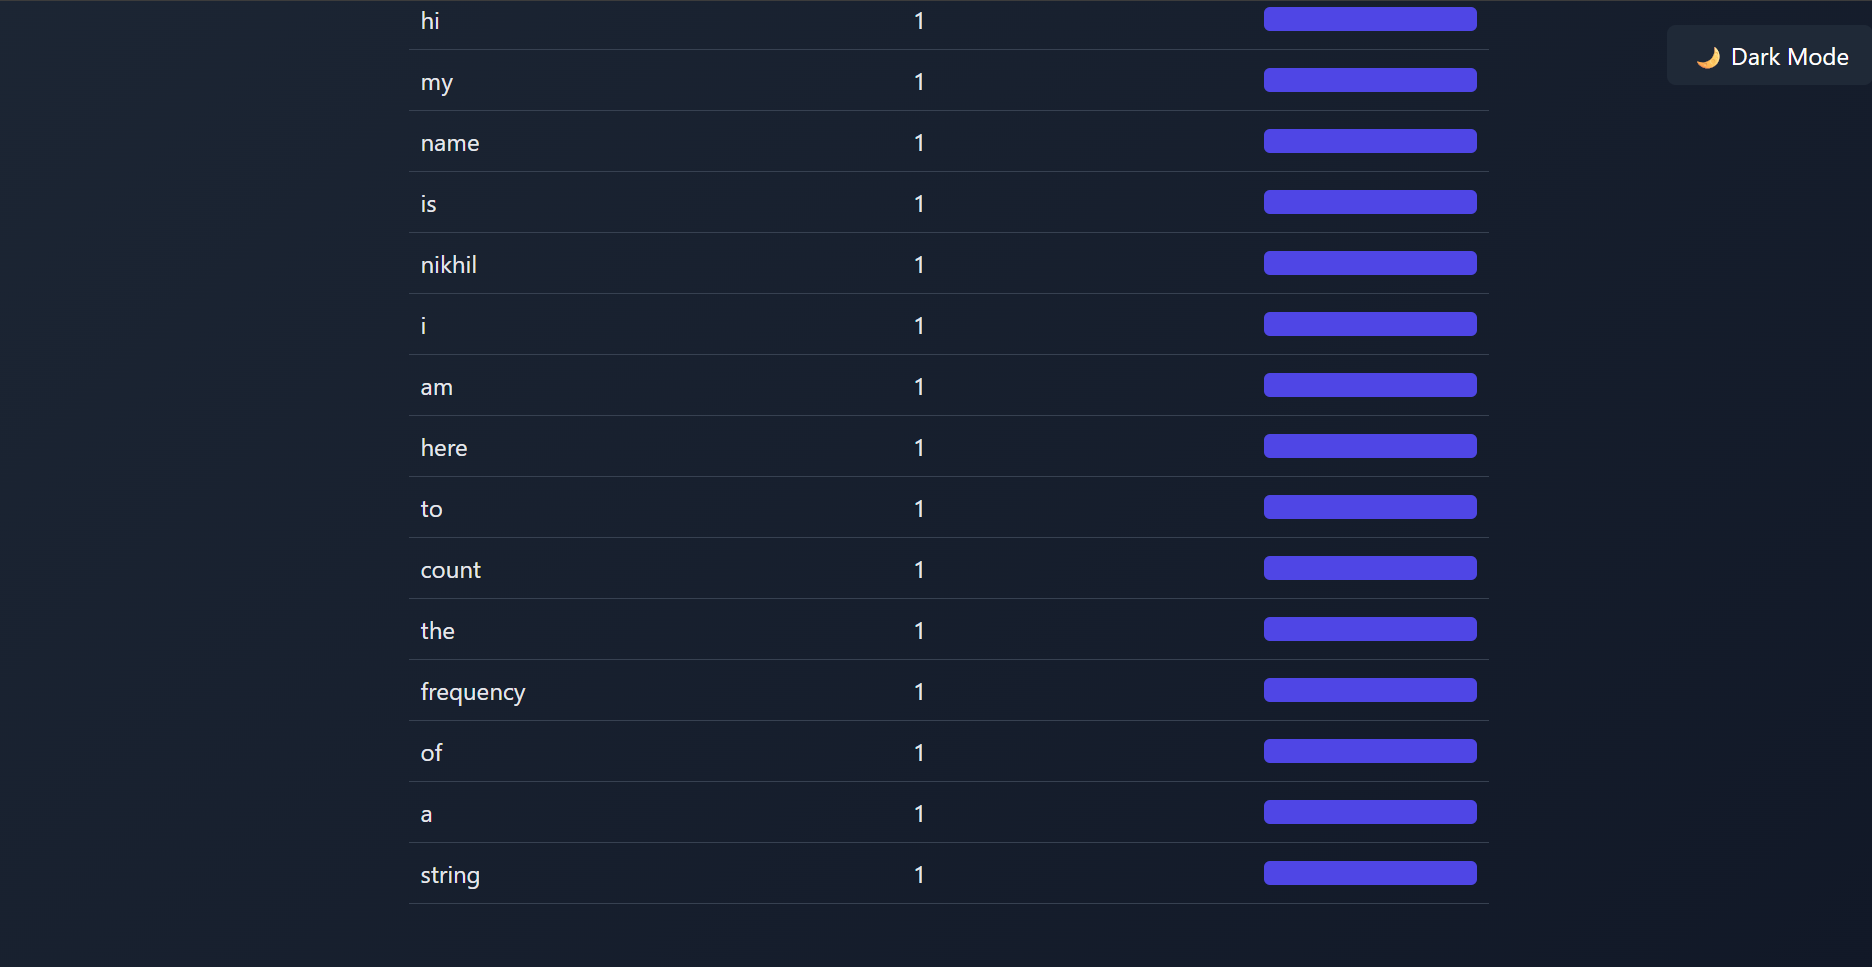 hi 1
🌙 Dark Mode
my 1
name 1
is 1
nikhil 1
i 1
am 1
here 1
to 1
count 1
the 1
frequency 1
of 1
a 1
string 1